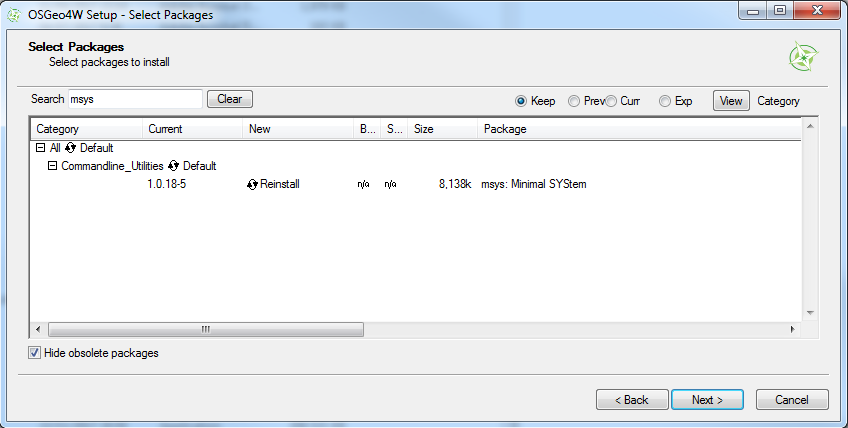 OSGeo4W Setup - Select Packages
Select Packages
Select packages to install
Search msys Clear Keep Prev Curr Exp View Category
Category Current New B... S... Size Package
All Default
Commandline_Utilities Default
1.0.18-5 Reinstall n/a n/a 8,138k msys: Minimal SYStem
Hide obsolete packages
< Back Next > Cancel